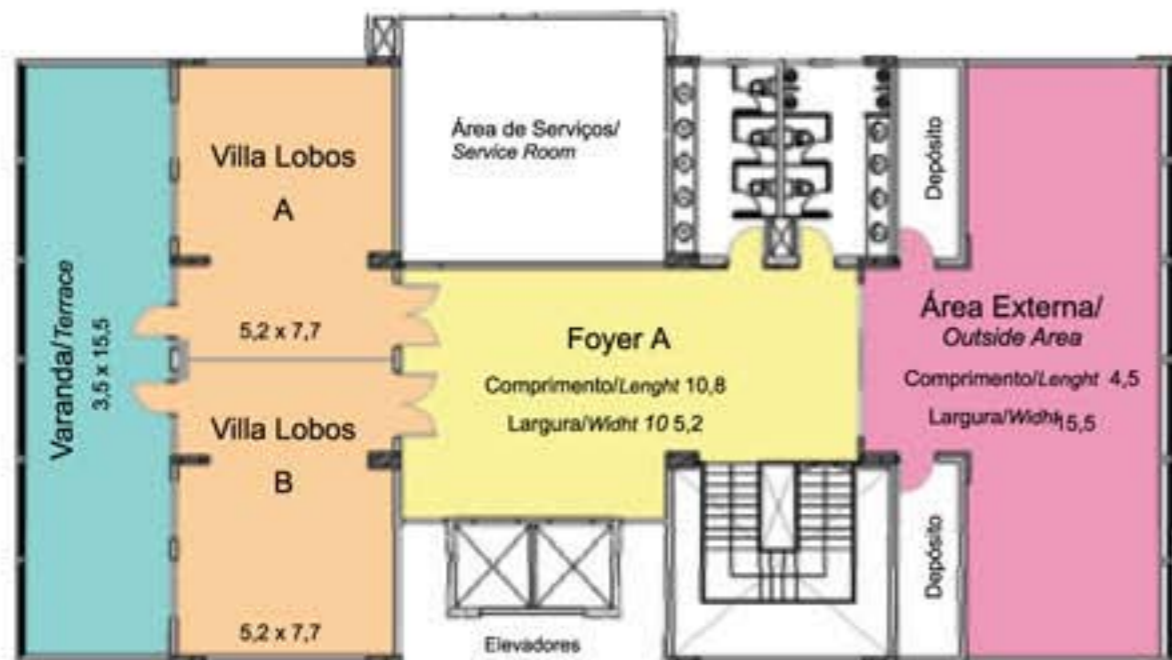 Varanda/Terrace
3,5 x 15,5
Villa Lobos
A
5,2 x 7,7
Villa Lobos
B
5,2 x 7,7
Área de Serviços/
Service Room
Foyer A
Comprimento/Lenght 10,8
Largura/Widht 10 5,2
Elevadores
Depósito
Área Externa/
Outside Area
Comprimento/Lenght 4,5
Largura/Widht 15,5
Depósito